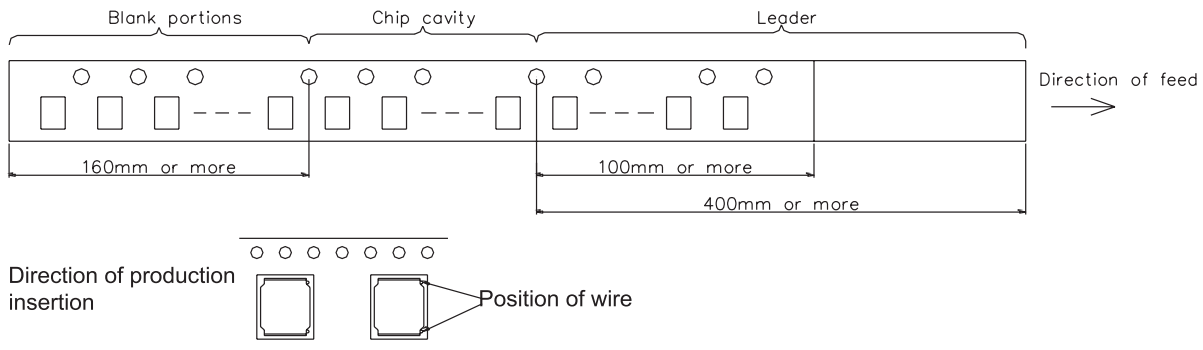 Blank portions
Chip cavity
Leader
Direction of feed
160mm or more
100mm or more
400mm or more
Direction of production
insertion
Position of wire